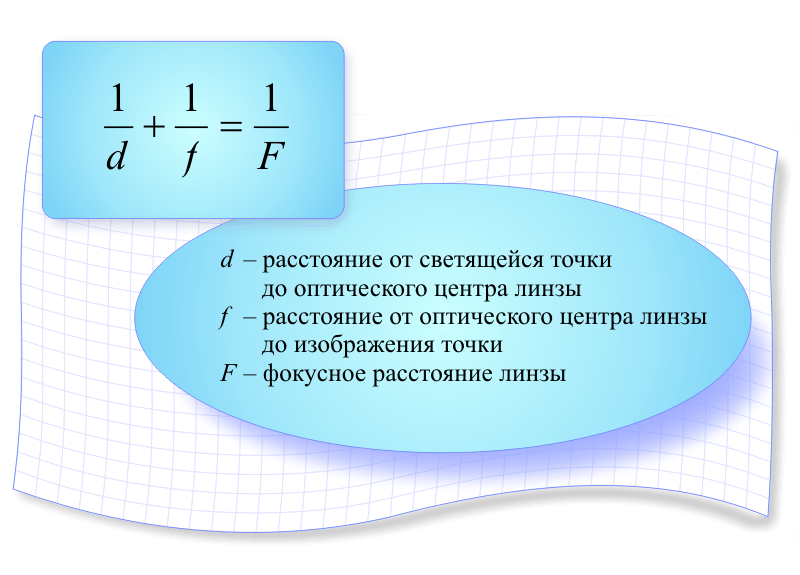 1/d + 1/f = 1/F
d – расстояние от светящейся точки
до оптического центра линзы
f – расстояние от оптического центра линзы
до изображения точки
F – фокусное расстояние линзы